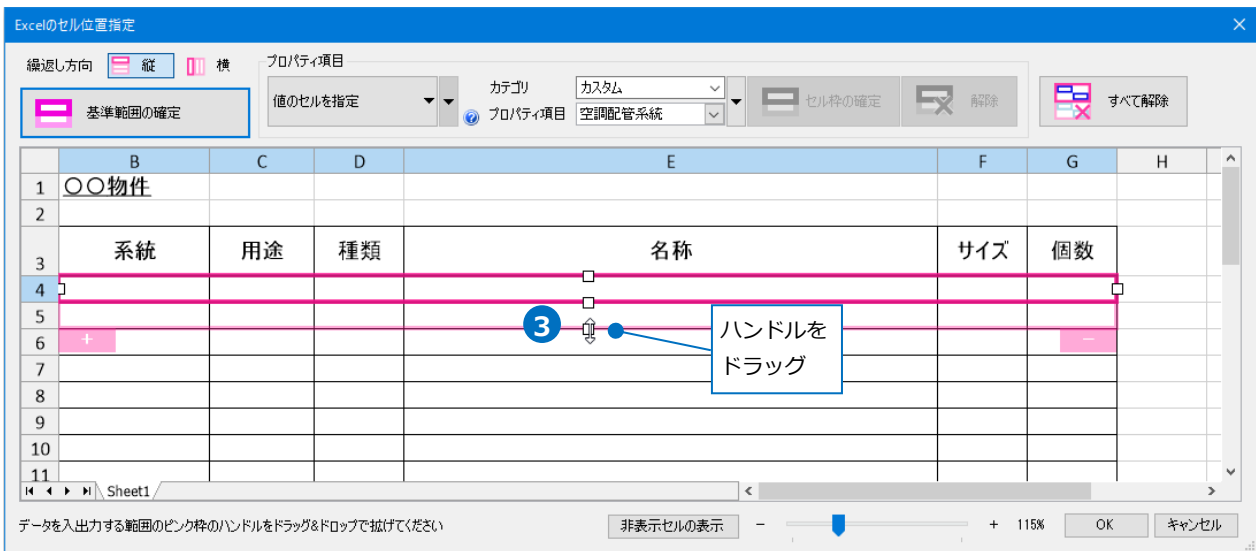 Excelのセル位置指定
繰返し方向 縦 横
プロパティ項目
基準範囲の確定
値のセルを指定
カテゴリ カスタム
プロパティ項目 空調配管系統
セル枠の確定
解除
すべて解除
B C D E F G H
1 〇〇物件
2
3 系統 用途 種類 名称 サイズ 個数
4
5
3
ハンドルを
ドラッグ
6 + −
7
8
9
10
11
Sheet1
データを入出力する範囲のピンク枠のハンドルをドラッグ&ドロップで拡げてください
非表示セルの表示 − + 115% OK キャンセル